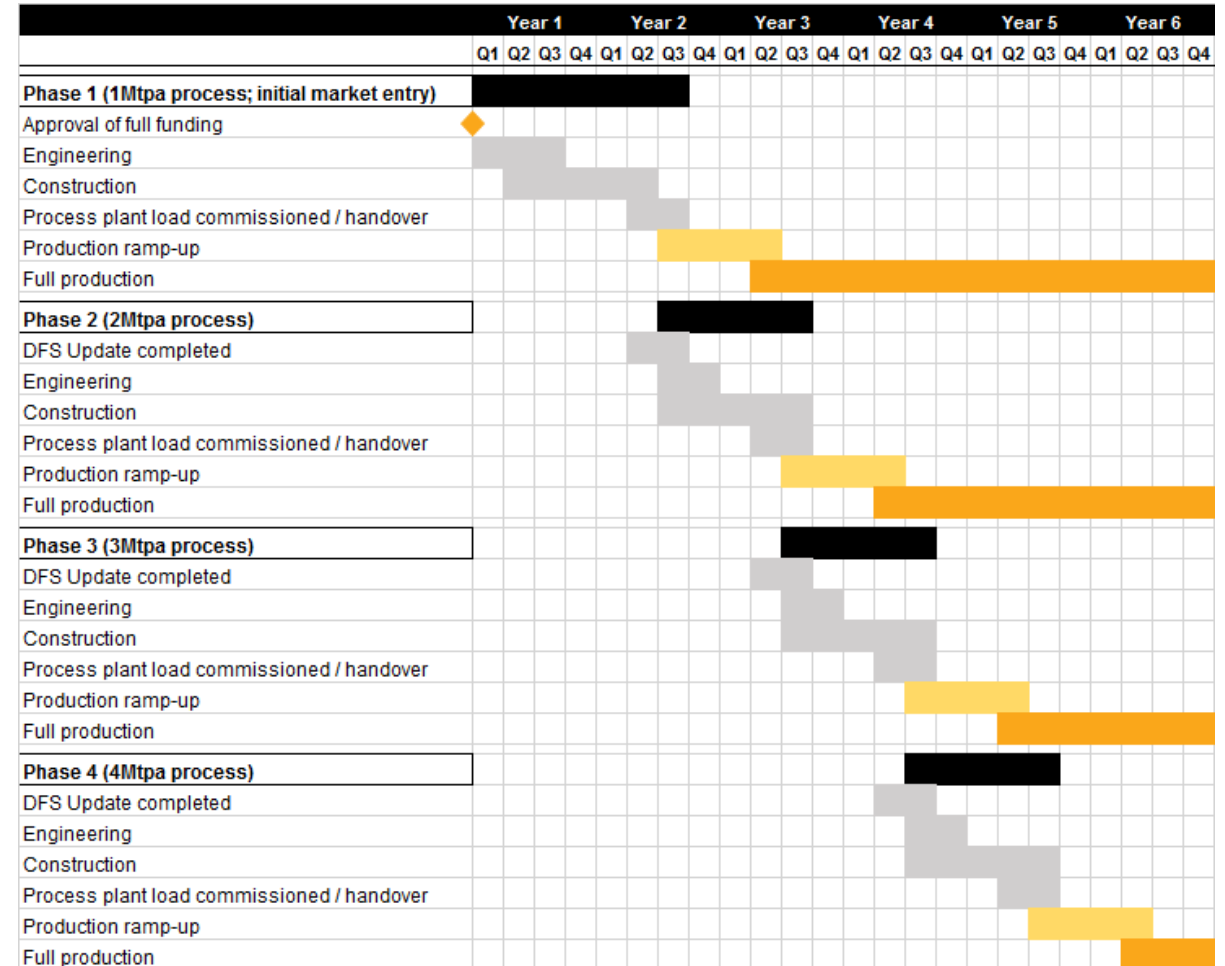 Year 1 Year 2 Year 3 Year 4 Year 5 Year 6
Q1 Q2 Q3 Q4 Q1 Q2 Q3 Q4 Q1 Q2 Q3 Q4 Q1 Q2 Q3 Q4 Q1 Q2 Q3 Q4 Q1 Q2 Q3 Q4
Phase 1 (1Mtpa process; initial market entry)
Approval of full funding
Engineering
Construction
Process plant load commissioned / handover
Production ramp-up
Full production
Phase 2 (2Mtpa process)
DFS Update completed
Engineering
Construction
Process plant load commissioned / handover
Production ramp-up
Full production
Phase 3 (3Mtpa process)
DFS Update completed
Engineering
Construction
Process plant load commissioned / handover
Production ramp-up
Full production
Phase 4 (4Mtpa process)
DFS Update completed
Engineering
Construction
Process plant load commissioned / handover
Production ramp-up
Full production